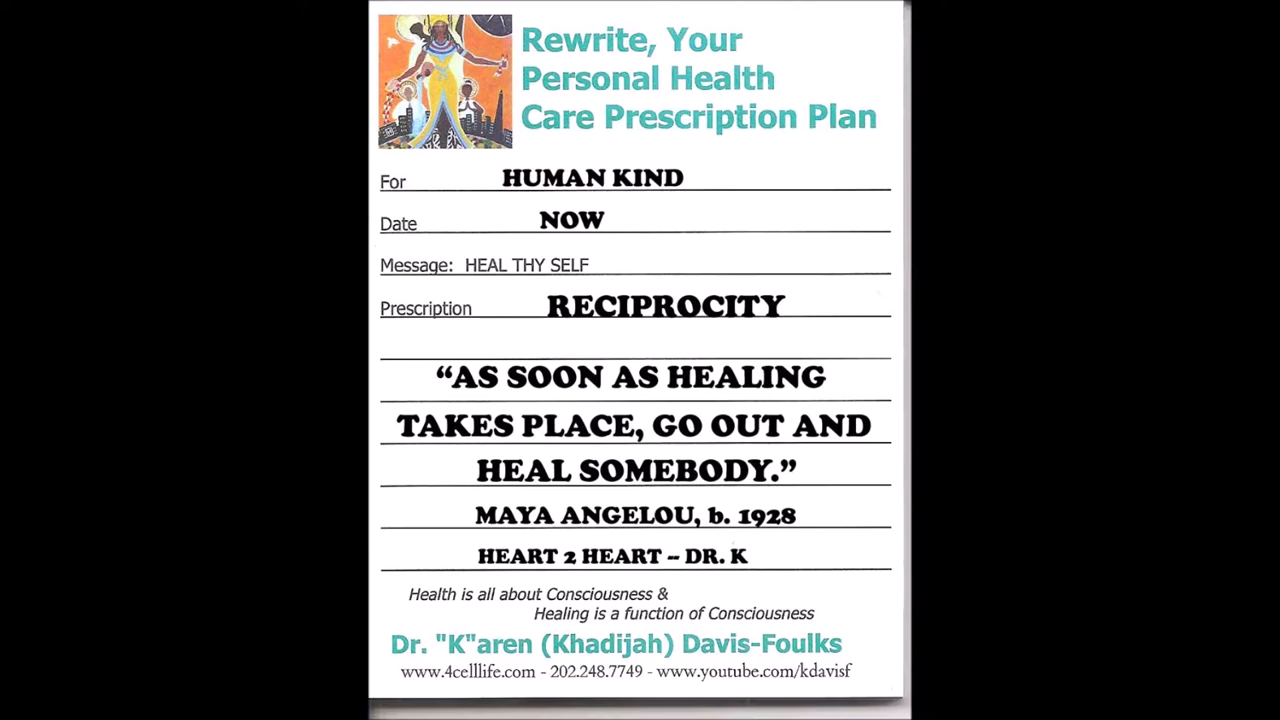 Rewrite, Your
Personal Health
Care Prescription Plan
For HUMAN KIND
Date NOW
Message: HEAL THY SELF
Prescription RECIPROCITY
“AS SOON AS HEALING
TAKES PLACE, GO OUT AND
HEAL SOMEBODY.”
MAYA ANGELOU, b. 1928
HEART 2 HEART – DR. K
Health is all about Consciousness &
Healing is a function of Consciousness
Dr. "K"aren (Khadijah) Davis-Foulks
www.4celllife.com - 202.248.7749 - www.youtube.com/kdavisf